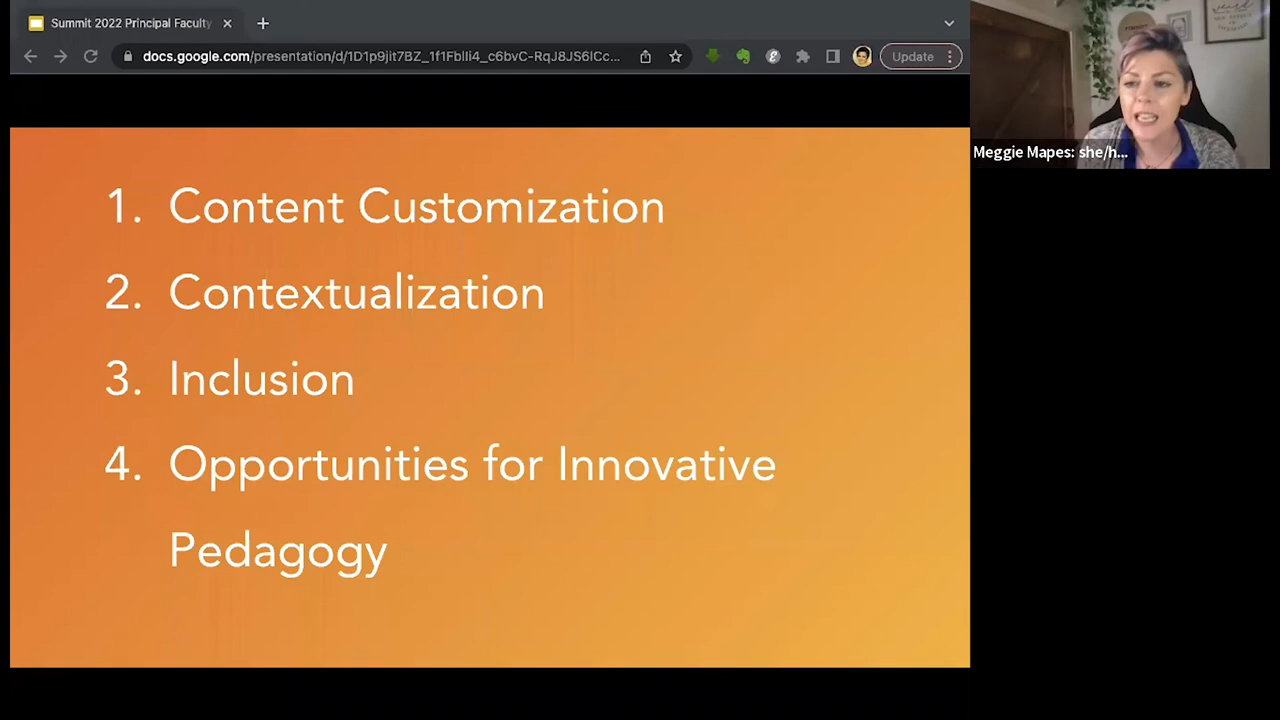 Summit 2022 Principal Faculty
docs.google.com/presentation/d/1D1p9jit7BZ_1f1FblIi4_c6bvC-RqJ8JS6lCc...
Update
Meggie Mapes: she/h...
1. Content Customization
2. Contextualization
3. Inclusion
4. Opportunities for Innovative
Pedagogy